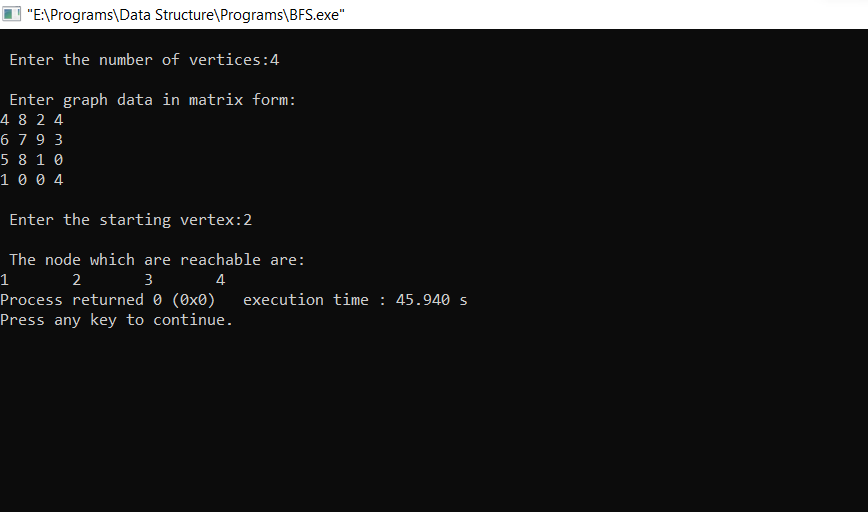 "E:\Programs\Data Structure\Programs\BFS.exe"
Enter the number of vertices:4
Enter graph data in matrix form:
4 8 2 4
6 7 9 3
5 8 1 0
1 0 0 4
Enter the starting vertex:2
The node which are reachable are:
1       2       3       4
Process returned 0 (0x0)   execution time : 45.940 s
Press any key to continue.